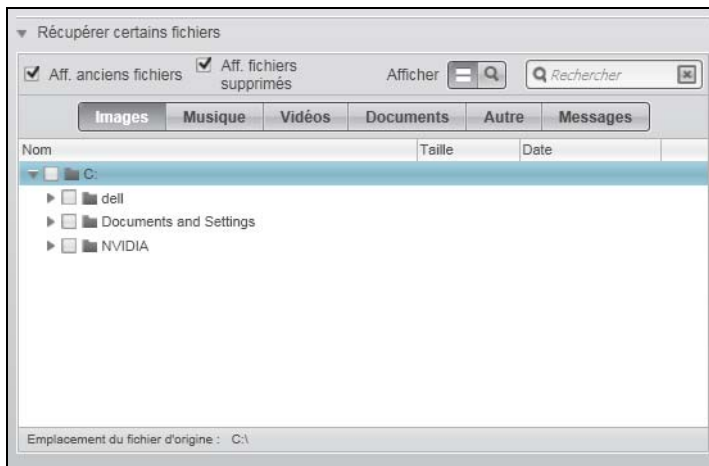 Récupérer certains fichiers
Aff. anciens fichiers
Aff. fichiers
supprimés
Afficher
Rechercher
Images Musique Vidéos Documents Autre Messages
Nom Taille Date
C:
dell
Documents and Settings
NVIDIA
Emplacement du fichier d'origine : C:\